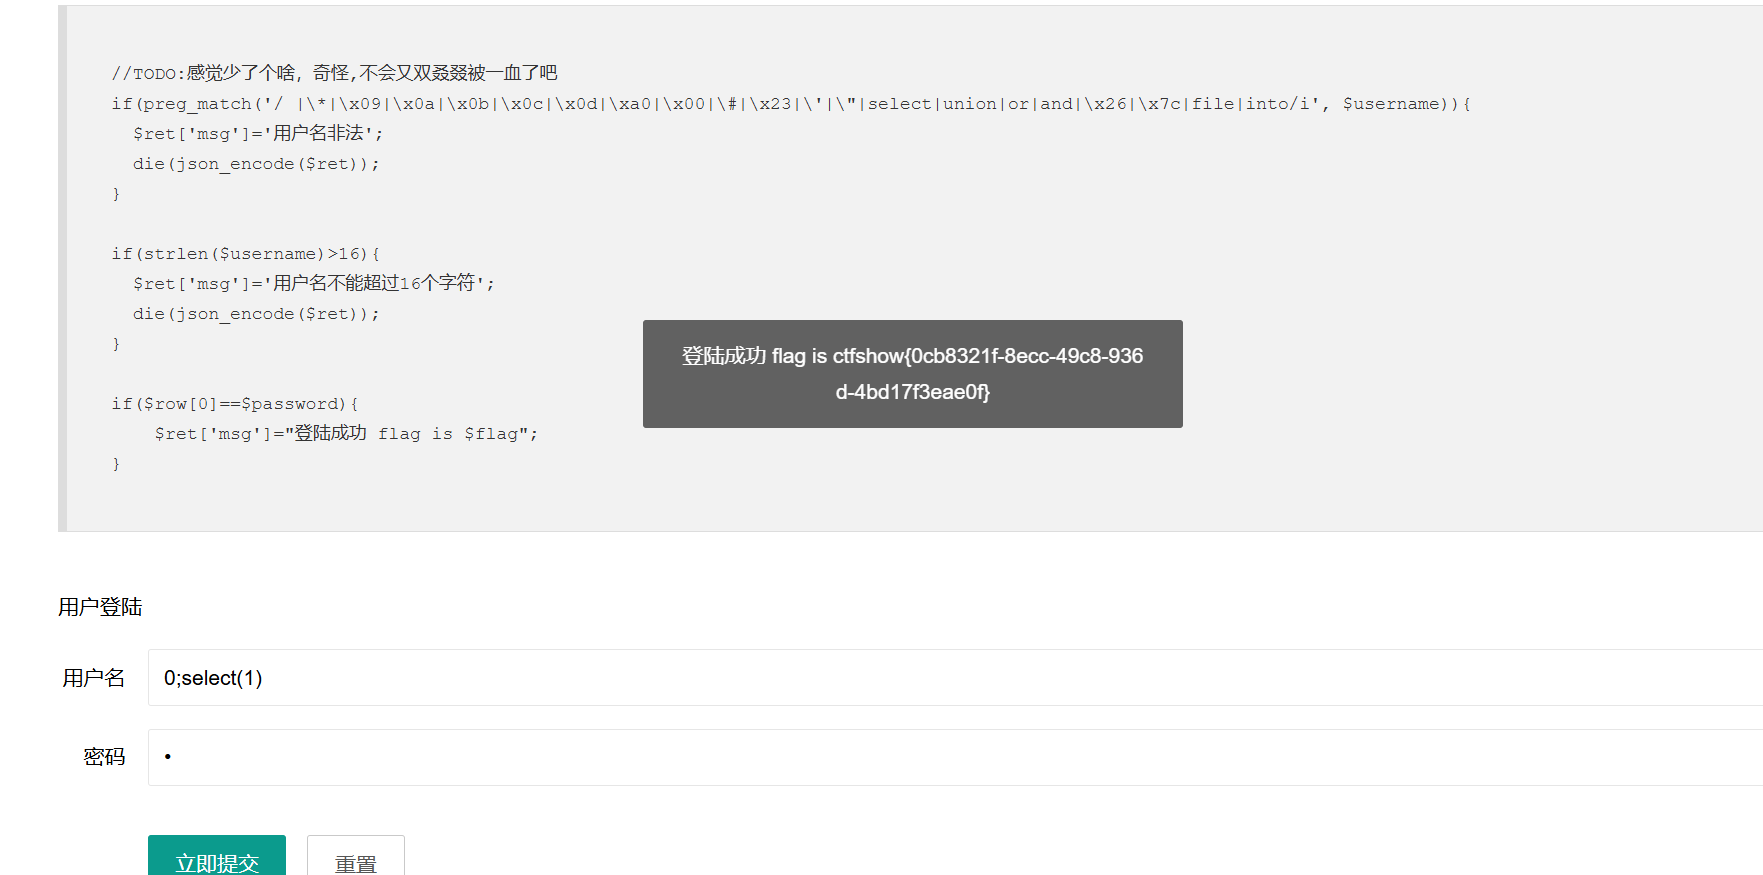 //TODO:感觉少了个啥，奇怪,不会又双叒叕被一血了吧
if(preg_match('/ |\*|\x09|\x0a|\x0b|\x0c|\x0d|\xa0|\x00|\#|\x23|\'|\"|select|union|or|and|\x26|\x7c|file|into/i', $username)){
$ret['msg']='用户名非法';
die(json_encode($ret));
}
if(strlen($username)>16){
$ret['msg']='用户名不能超过16个字符';
die(json_encode($ret));
}
if($row[0]==$password){
$ret['msg']="登陆成功 flag is $flag";
}
登陆成功 flag is ctfshow{0cb8321f-8ecc-49c8-936
d-4bd17f3eae0f}
用户登陆
用户名 0;select(1)
密码 •
立即提交 重置